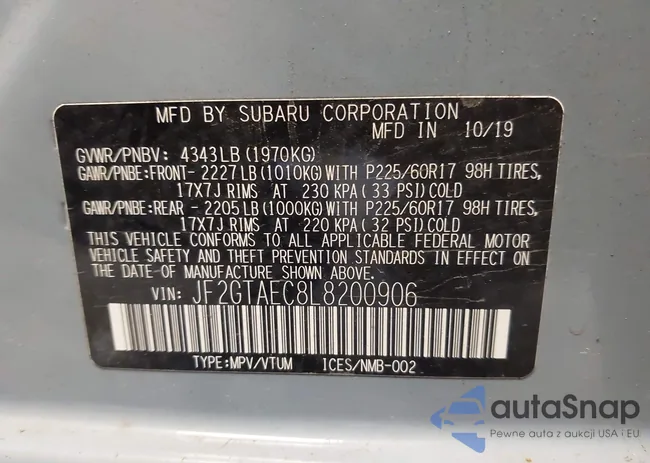 MFD BY SUBARU CORPORATION
MFD IN 10/19
GVWR/PNBV: 4343LB (1970KG)
GAWR/PNBE:FRONT- 2227 LB (1010KG) WITH P225/60R17 98H TIRES,
17X7J RIMS AT 230 KPA (33 PSI) COLD
GAWR/PNBE:REAR - 2205 LB (1000KG) WITH P225/60R17 98H TIRES,
17X7J RIMS AT 220 KPA (32 PSI) COLD
THIS VEHICLE CONFORMS TO ALL APPLICABLE FEDERAL MOTOR
VEHICLE SAFETY AND THEFT PREVENTION STANDARDS IN EFFECT ON
THE DATE OF MANUFACTURE SHOWN ABOVE.
VIN: JF2GTAEC8L8200906
TYPE:MPV/VTUM ICES/NMB-002
autaSnap
Pewne auta z aukcji USA i EU